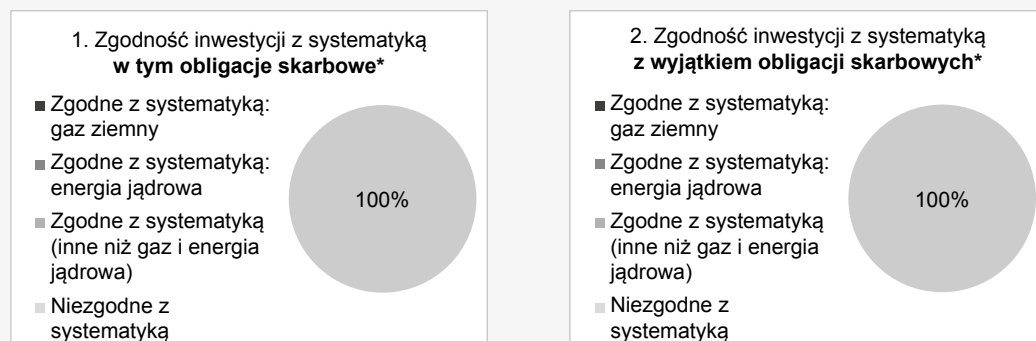 1. Zgodność inwestycji z systematyką
w tym obligacje skarbowe*
Zgodne z systematyką:
gaz ziemny
Zgodne z systematyką:
energia jądrowa
Zgodne z systematyką
(inne niż gaz i energia
jądrowa)
Niezgodne z
systematyką
100%
2. Zgodność inwestycji z systematyką
z wyjątkiem obligacji skarbowych*
Zgodne z systematyką:
gaz ziemny
Zgodne z systematyką:
energia jądrowa
Zgodne z systematyką
(inne niż gaz i energia
jądrowa)
Niezgodne z
systematyką
100%